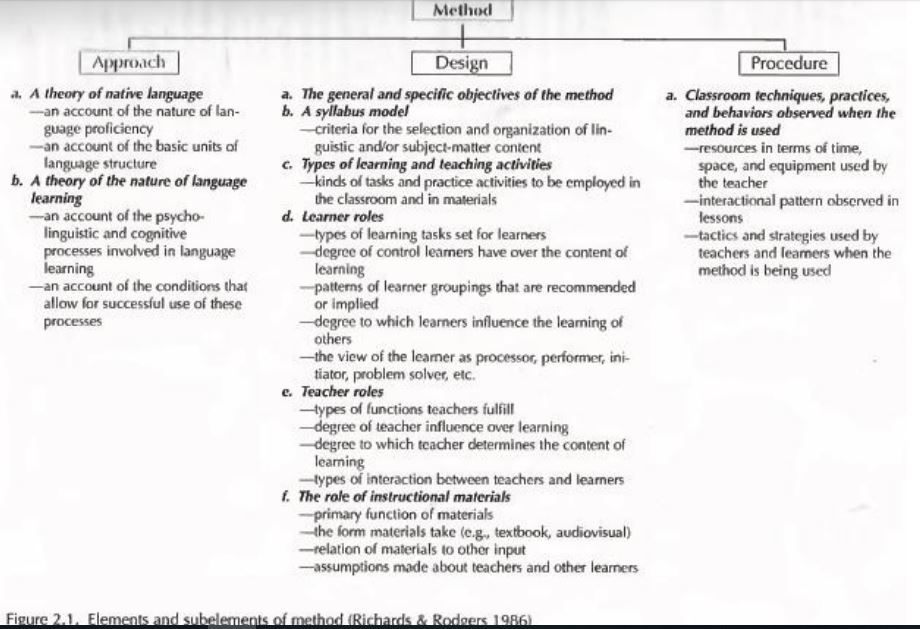 Method
Approach
a. A theory of native language
—an account of the nature of lan-
guage proficiency
—an account of the basic units of
language structure
b. A theory of the nature of language
learning
—an account of the psycho-
linguistic and cognitive
processes involved in language
learning
—an account of the conditions that
allow for successful use of these
processes
Design
a. The general and specific objectives of the method
b. A syllabus model
—criteria for the selection and organization of lin-
guistic and/or subject-matter content
c. Types of learning and teaching activities
—kinds of tasks and practice activities to be employed in
the classroom and in materials
d. Learner roles
—types of learning tasks set for learners
—degree of control learners have over the content of
learning
—patterns of learner groupings that are recommended
or implied
—degree to which learners influence the learning of
others
—the view of the learner as processor, performer, ini-
tiator, problem solver, etc.
e. Teacher roles
—types of functions teachers fulfill
—degree of teacher influence over learning
—degree to which teacher determines the content of
learning
—types of interaction between teachers and learners
f. The role of instructional materials
—primary function of materials
—the form materials take (e.g., textbook, audiovisual)
—relation of materials to other input
—assumptions made about teachers and other learners
Procedure
a. Classroom techniques, practices,
and behaviors observed when the
method is used
—resources in terms of time,
space, and equipment used by
the teacher
—interactional pattern observed in
lessons
—tactics and strategies used by
teachers and learners when the
method is being used
Figure 2.1. Elements and subelements of method (Richards & Rodgers 1986)